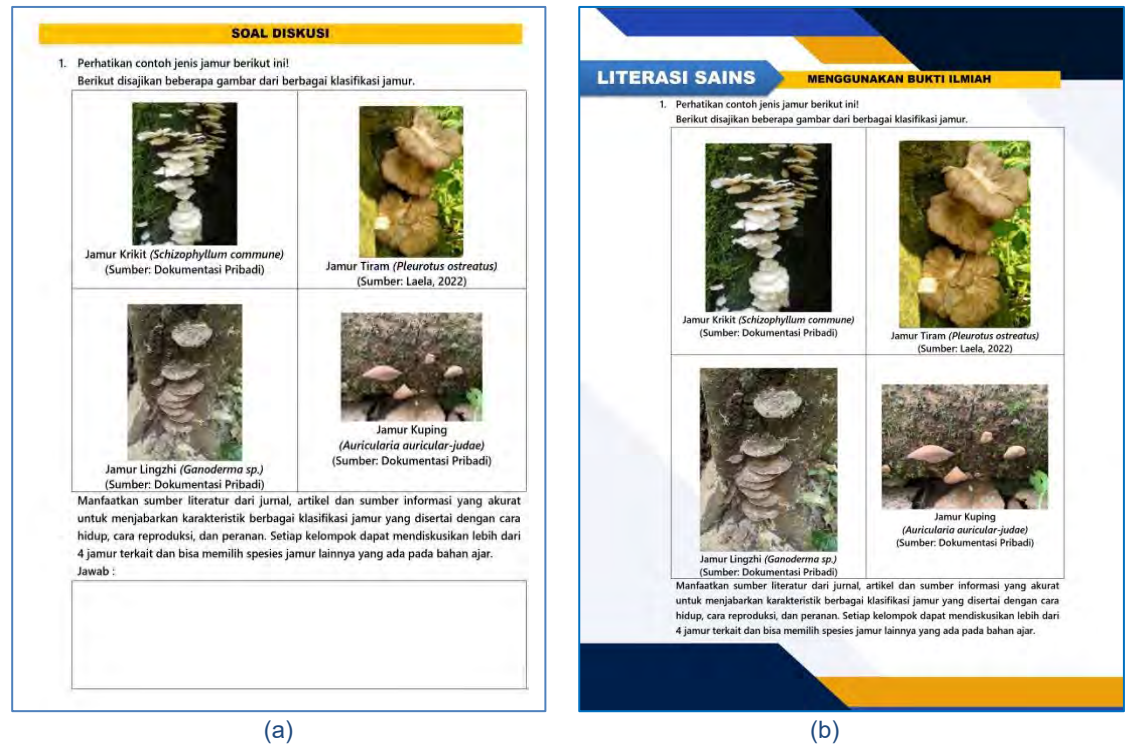 SOAL DISKUSI
1. Perhatikan contoh jenis jamur berikut ini!
Berikut disajikan beberapa gambar dari berbagai klasifikasi jamur.
Jamur Krikit (Schizophyllum commune)
(Sumber: Dokumentasi Pribadi)
Jamur Tiram (Pleurotus ostreatus)
(Sumber: Laela, 2022)
Jamur Lingzhi (Ganoderma sp.)
(Sumber: Dokumentasi Pribadi)
Jamur Kuping
(Auricularia auricular-judae)
(Sumber: Dokumentasi Pribadi)
Manfaatkan sumber literatur dari jurnal, artikel dan sumber informasi yang akurat
untuk menjabarkan karakteristik berbagai klasifikasi jamur yang disertai dengan cara
hidup, cara reproduksi, dan peranan. Setiap kelompok dapat mendiskusikan lebih dari
4 jamur terkait dan bisa memilih spesies jamur lainnya yang ada pada bahan ajar.
Jawab :
(a)
LITERASI SAINS
MENGGUNAKAN BUKTI ILMIAH
1. Perhatikan contoh jenis jamur berikut ini!
Berikut disajikan beberapa gambar dari berbagai klasifikasi jamur.
Jamur Krikit (Schizophyllum commune)
(Sumber: Dokumentasi Pribadi)
Jamur Tiram (Pleurotus ostreatus)
(Sumber: Laela, 2022)
Jamur Lingzhi (Ganoderma sp.)
(Sumber: Dokumentasi Pribadi)
Jamur Kuping
(Auricularia auricular-judae)
(Sumber: Dokumentasi Pribadi)
Manfaatkan sumber literatur dari jurnal, artikel dan sumber informasi yang akurat
untuk menjabarkan karakteristik berbagai klasifikasi jamur yang disertai dengan cara
hidup, cara reproduksi, dan peranan. Setiap kelompok dapat mendiskusikan lebih dari
4 jamur terkait dan bisa memilih spesies jamur lainnya yang ada pada bahan ajar.
(b)